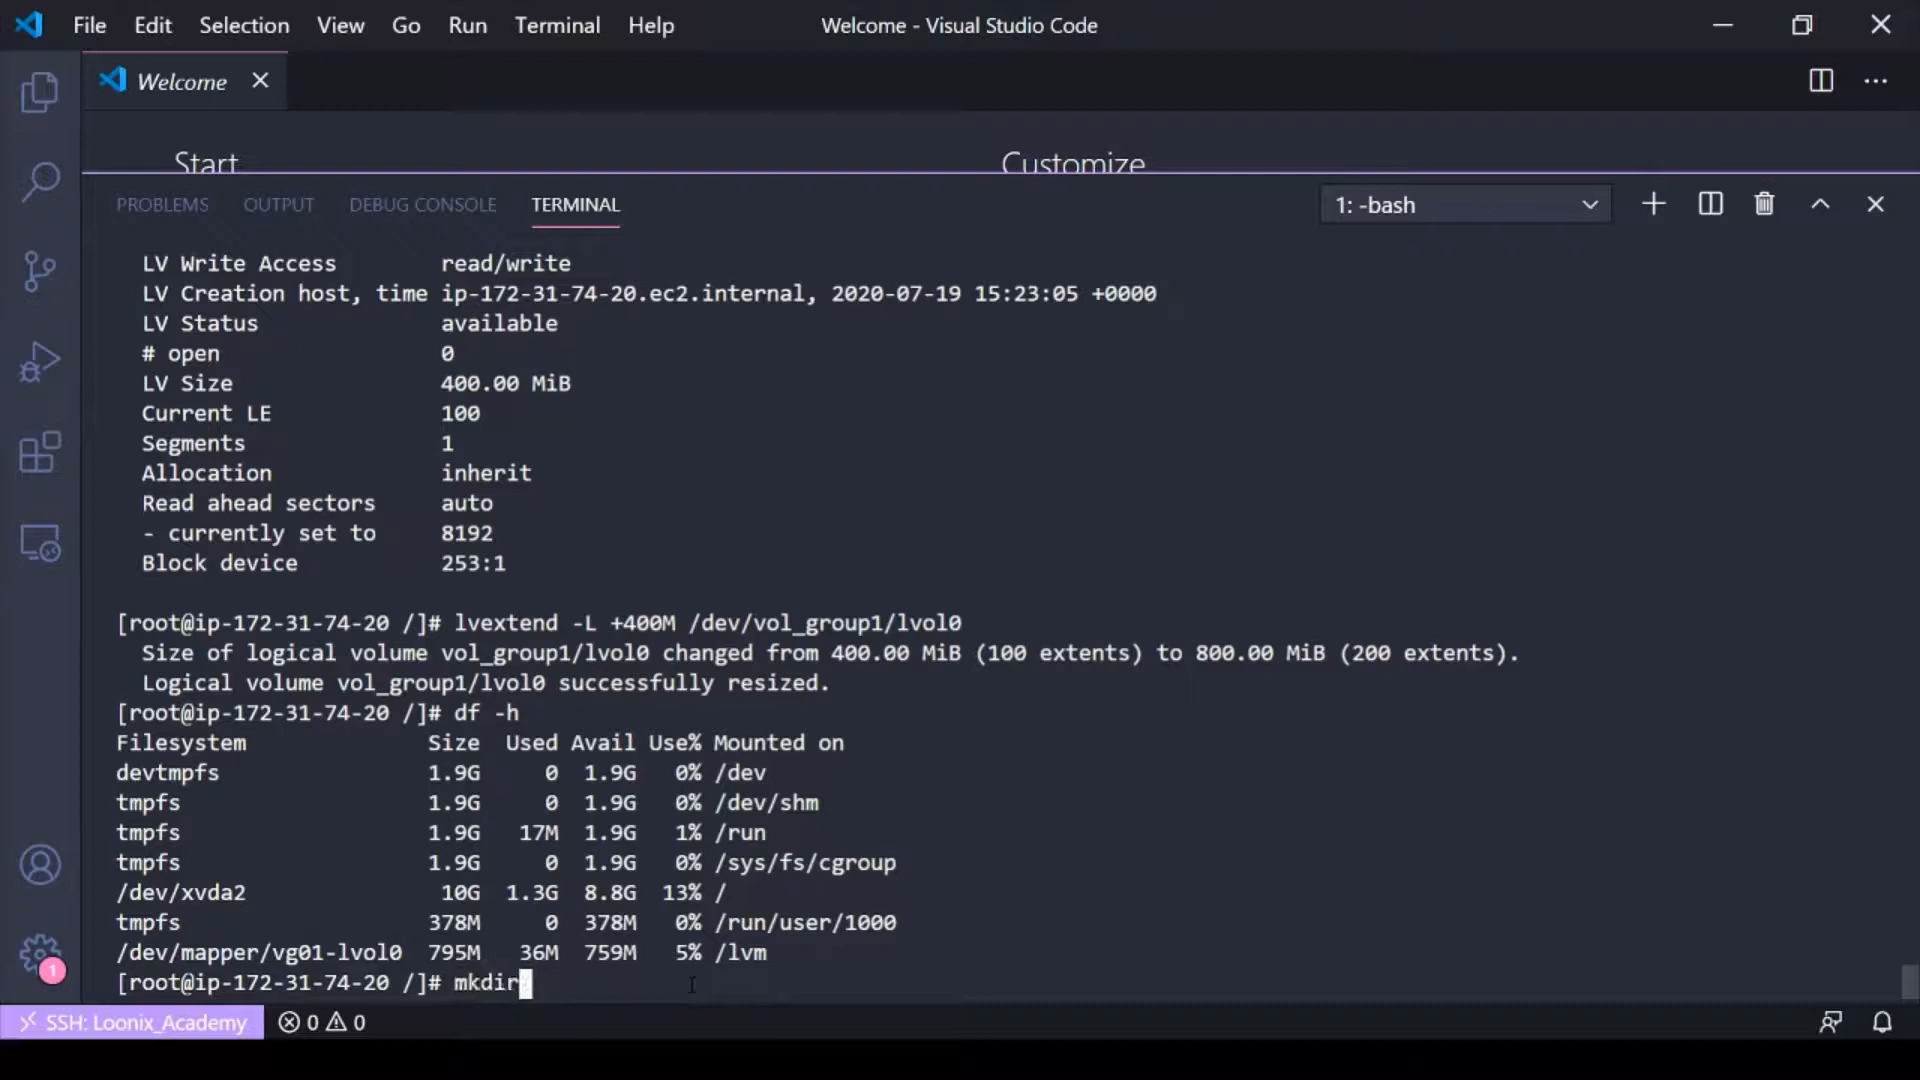 File Edit Selection View Go Run Terminal Help Welcome - Visual Studio Code
Welcome
Start Customize
PROBLEMS OUTPUT DEBUG CONSOLE TERMINAL 1: -bash
LV Write Access read/write
LV Creation host, time ip-172-31-74-20.ec2.internal, 2020-07-19 15:23:05 +0000
LV Status available
# open 0
LV Size 400.00 MiB
Current LE 100
Segments 1
Allocation inherit
Read ahead sectors auto
- currently set to 8192
Block device 253:1
[root@ip-172-31-74-20 /]# lvextend -L +400M /dev/vol_group1/lvol0
Size of logical volume vol_group1/lvol0 changed from 400.00 MiB (100 extents) to 800.00 MiB (200 extents).
Logical volume vol_group1/lvol0 successfully resized.
[root@ip-172-31-74-20 /]# df -h
Filesystem Size Used Avail Use% Mounted on
devtmpfs 1.9G 0 1.9G 0% /dev
tmpfs 1.9G 0 1.9G 0% /dev/shm
tmpfs 1.9G 17M 1.9G 1% /run
tmpfs 1.9G 0 1.9G 0% /sys/fs/cgroup
/dev/xvda2 10G 1.3G 8.8G 13% /
tmpfs 378M 0 378M 0% /run/user/1000
/dev/mapper/vg01-lvol0 795M 36M 759M 5% /lvm
[root@ip-172-31-74-20 /]# mkdir
1
SSH: Loonix_Academy 0 0